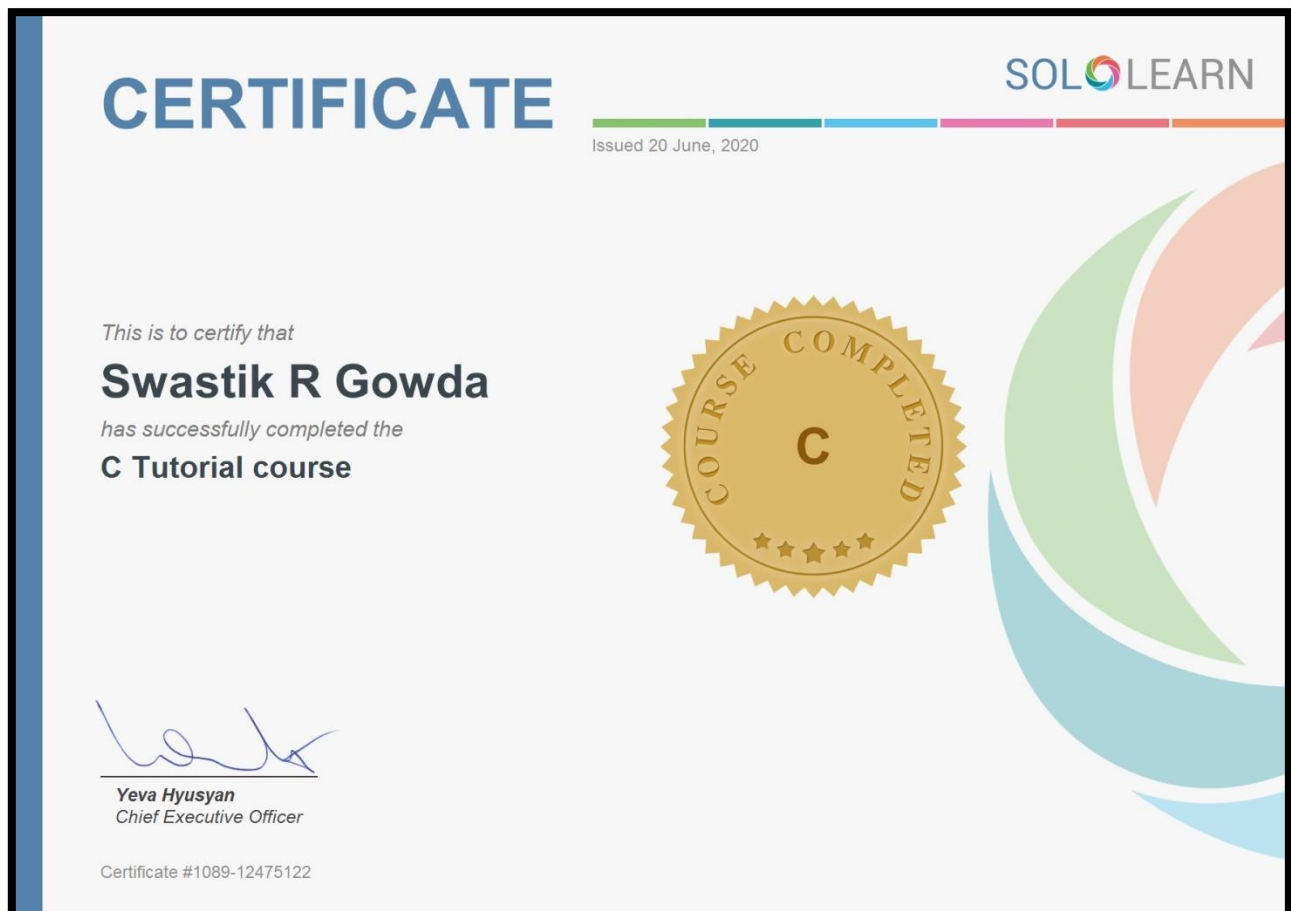 CERTIFICATE
SOLOLEARN
Issued 20 June, 2020
This is to certify that
Swastik R Gowda
has successfully completed the
C Tutorial course
COURSE COMPLETED
C
Yeva Hyusyan
Chief Executive Officer
Certificate #1089-12475122